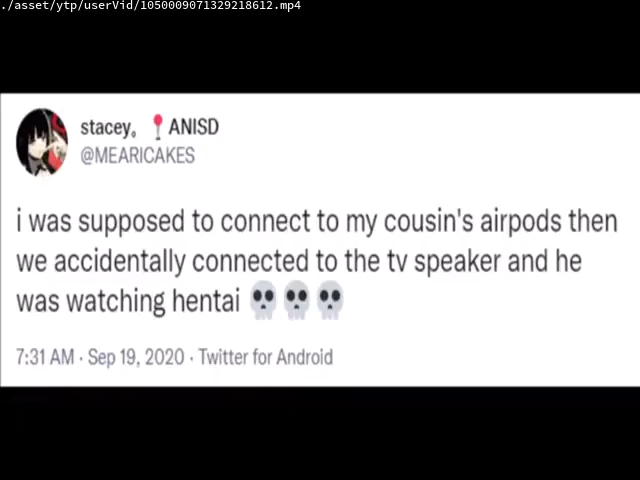 ./asset/ytp/userVid/1050009071329218612.mp4
stacey。📍ANISD
@MEARICAKES
i was supposed to connect to my cousin's airpods then
we accidentally connected to the tv speaker and he
was watching hentai 💀💀💀
7:31 AM · Sep 19, 2020 · Twitter for Android